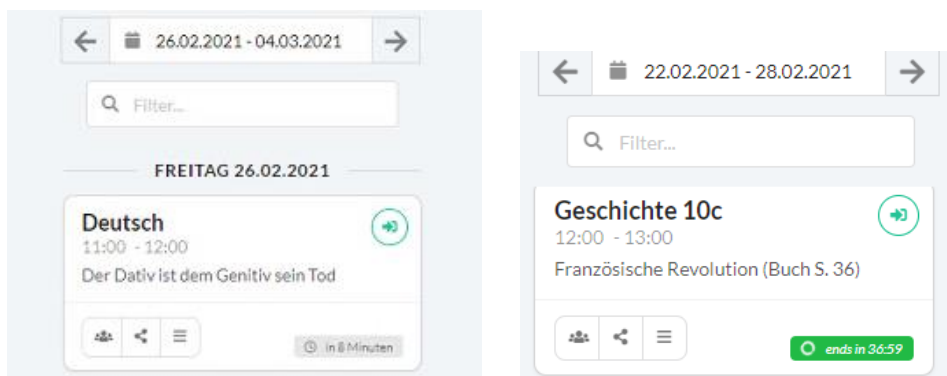 26.02.2021 - 04.03.2021
Filter...
FREITAG 26.02.2021
Deutsch
11:00 - 12:00
Der Dativ ist dem Genitiv sein Tod
in 8 Minuten
22.02.2021 - 28.02.2021
Filter...
Geschichte 10c
12:00 - 13:00
Französische Revolution (Buch S. 36)
ends in 36:59